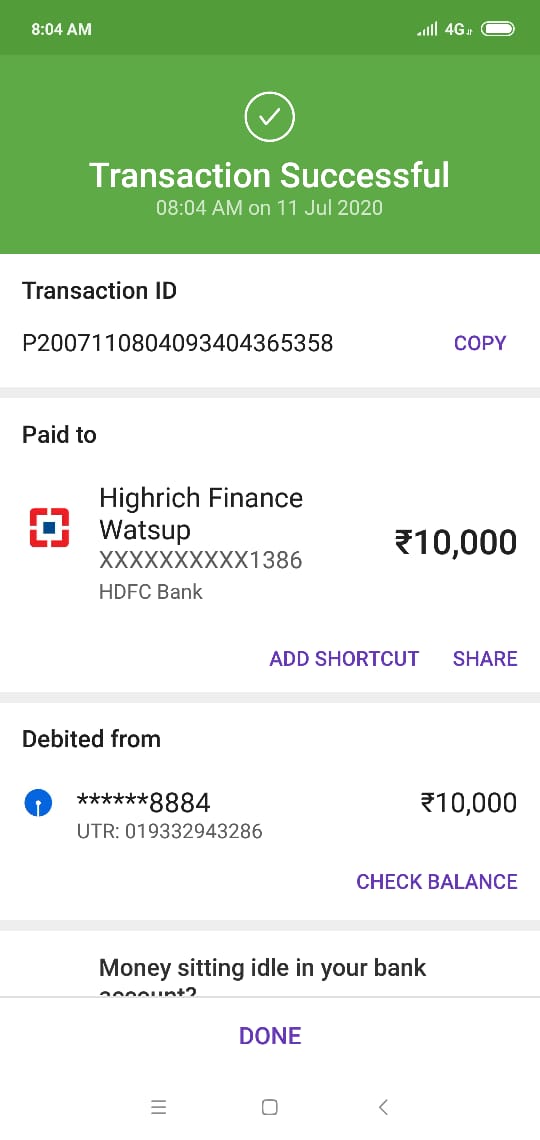 8:04 AM
4G
Transaction Successful
08:04 AM on 11 Jul 2020
Transaction ID
P2007110804093404365358
COPY
Paid to
Highrich Finance
Watsup
₹10,000
XXXXXXXXXX1386
HDFC Bank
ADD SHORTCUT
SHARE
Debited from
******8884
₹10,000
UTR: 019332943286
CHECK BALANCE
Money sitting idle in your bank
account?
DONE